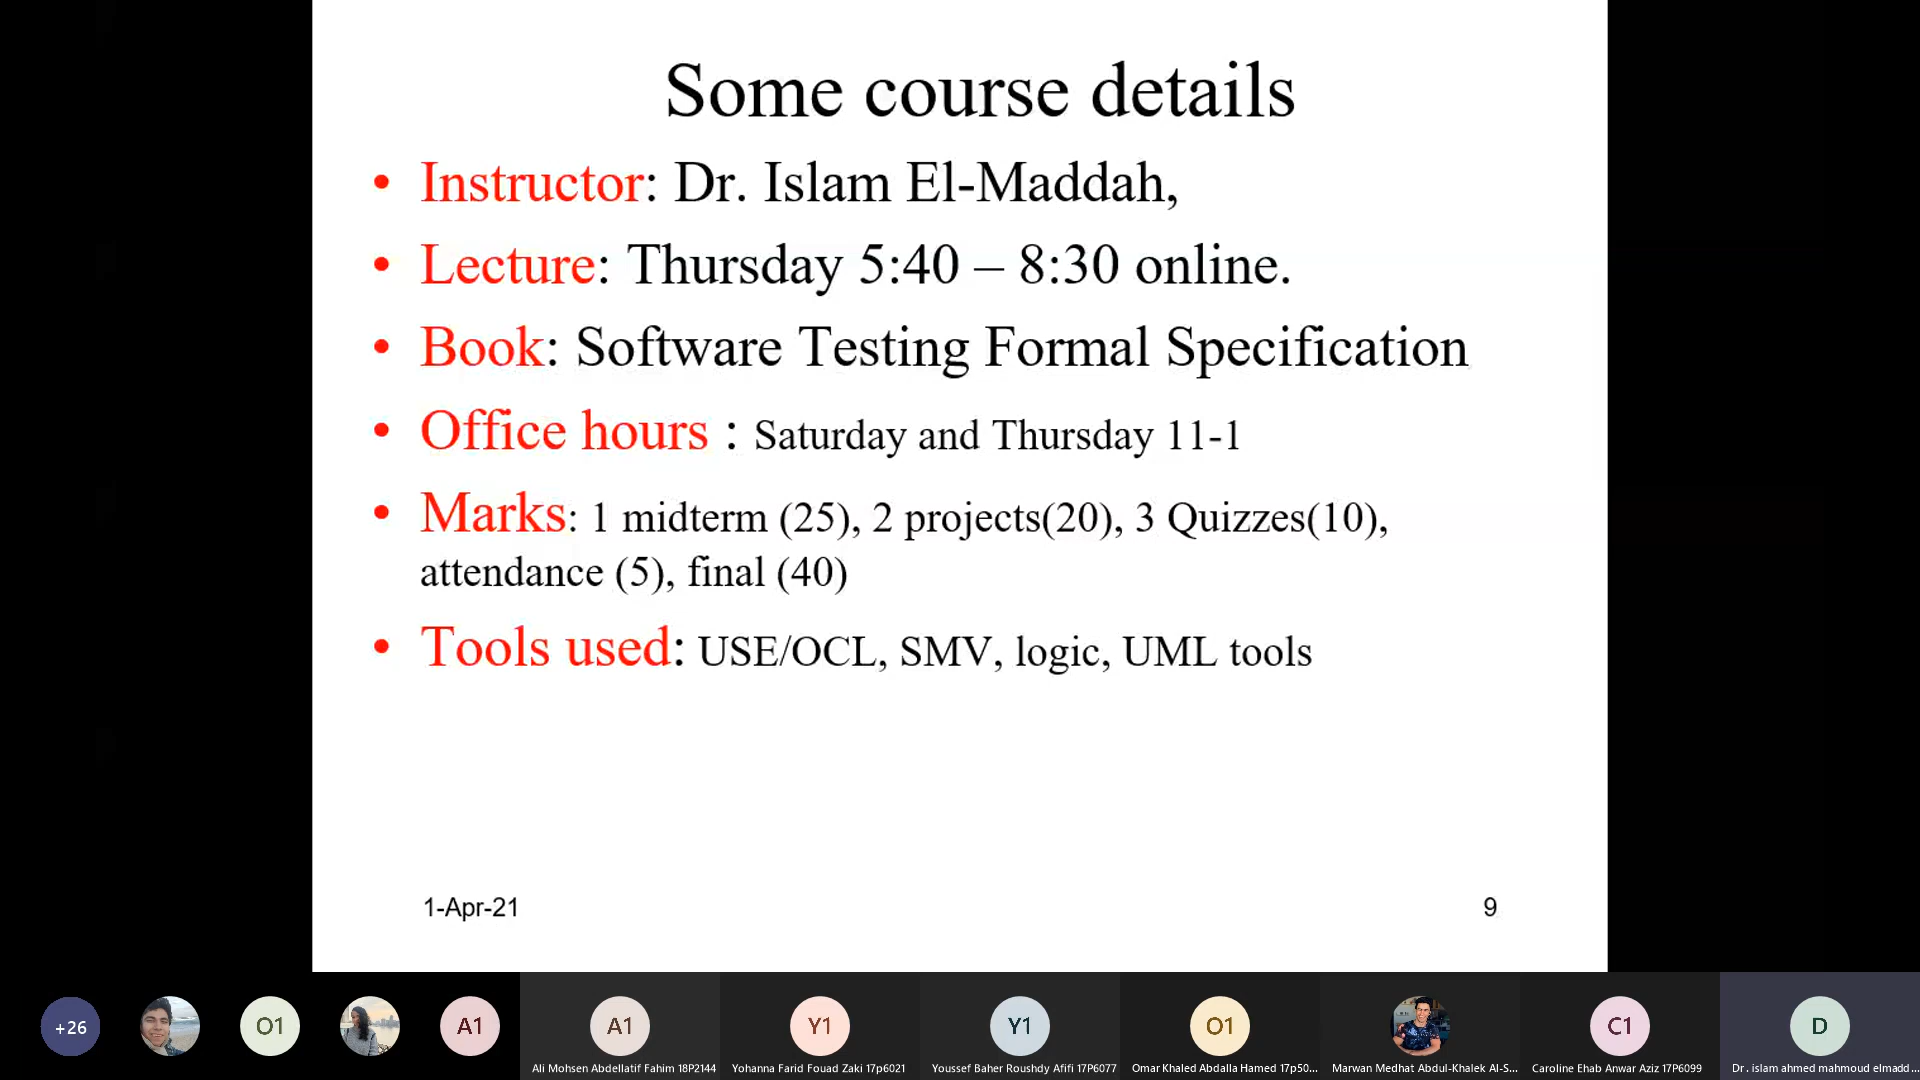 Some course details
• Instructor: Dr. Islam El-Maddah,
• Lecture: Thursday 5:40 – 8:30 online.
• Book: Software Testing Formal Specification
• Office hours : Saturday and Thursday 11-1
• Marks: 1 midterm (25), 2 projects(20), 3 Quizzes(10),
attendance (5), final (40)
• Tools used: USE/OCL, SMV, logic, UML tools
1-Apr-21
9
+26
O1
A1
A1
Y1
Y1
O1
C1
D
Ali Mohsen Abdellatif Fahim 18P2144
Yohanna Farid Fouad Zaki 17p6021
Youssef Baher Roushdy Afifi 17P6077
Omar Khaled Abdalla Hamed 17p50...
Marwan Medhat Abdul-Khalek Al-S...
Caroline Ehab Anwar Aziz 17P6099
Dr. islam ahmed mahmoud elmadd...